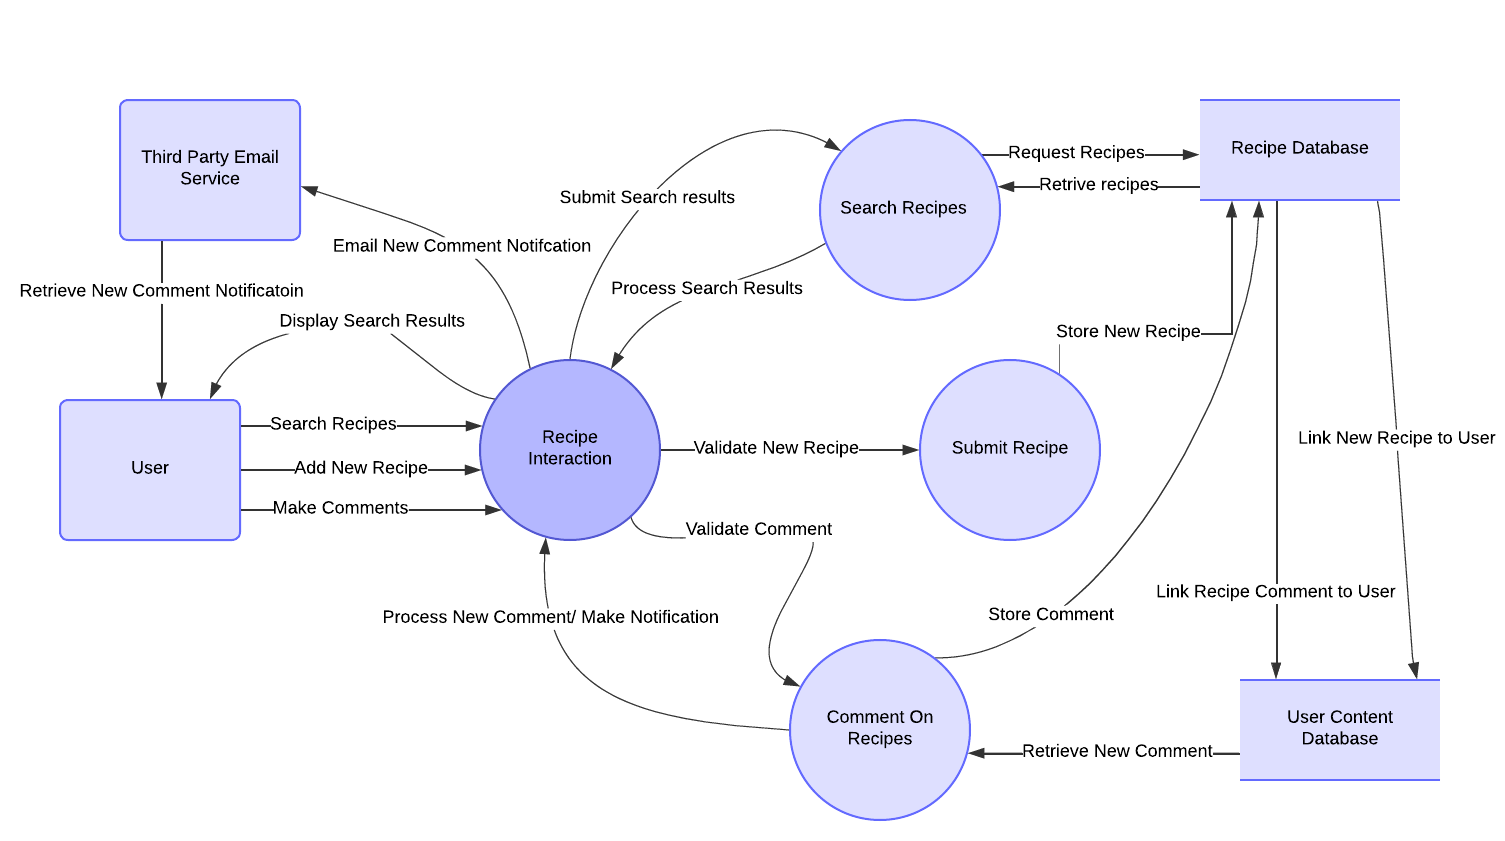 Third Party Email
Service
Recipe Database
Request Recipes
Retrive recipes
Submit Search results
Search Recipes
Email New Comment Notifcation
Retrieve New Comment Notificatoin
Process Search Results
Display Search Results
Store New Recipe
Search Recipes
Recipe
Interaction
Link New Recipe to User
User
Add New Recipe
Validate New Recipe
Submit Recipe
Make Comments
Validate Comment
Link Recipe Comment to User
Process New Comment/ Make Notification
Store Comment
Comment On
Recipes
User Content
Database
Retrieve New Comment